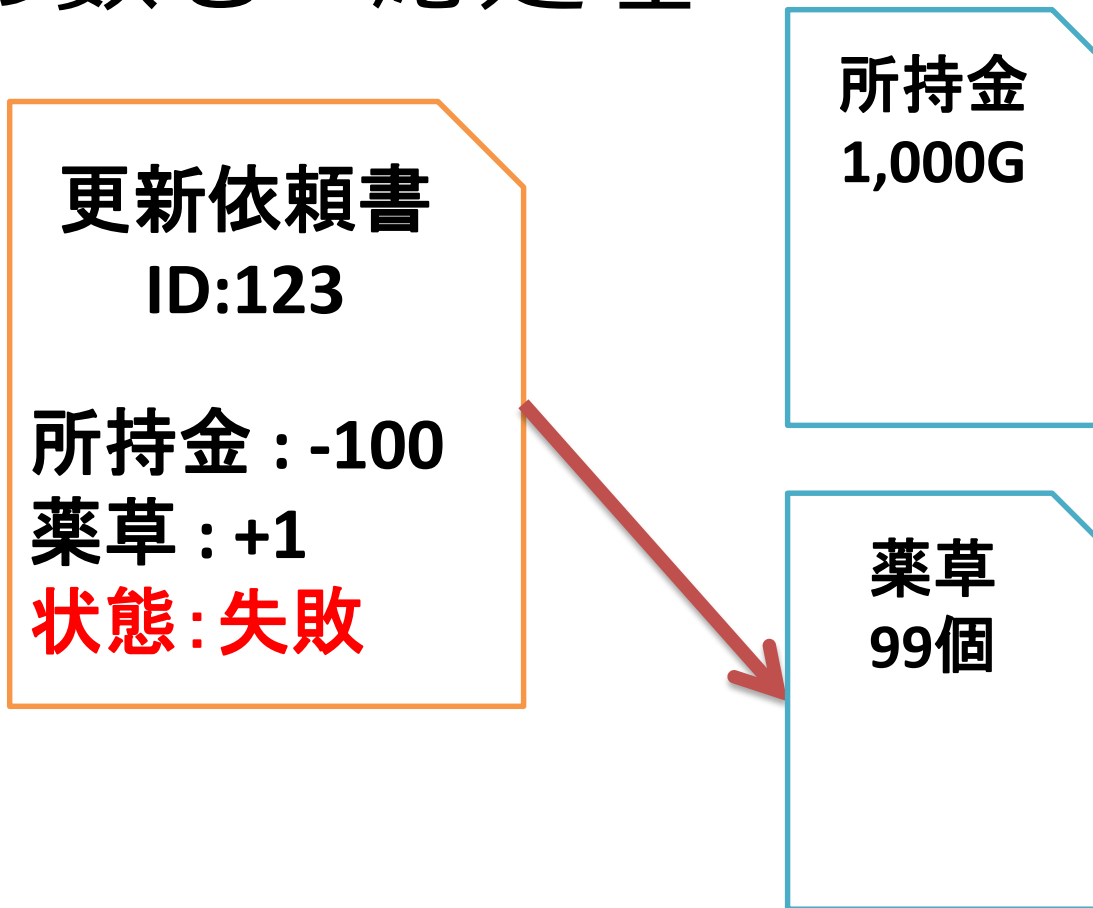 更新依頼書
ID:123
所持金 : -100
薬草 : +1
状態 : 失敗
所持金
1,000G
薬草
99個